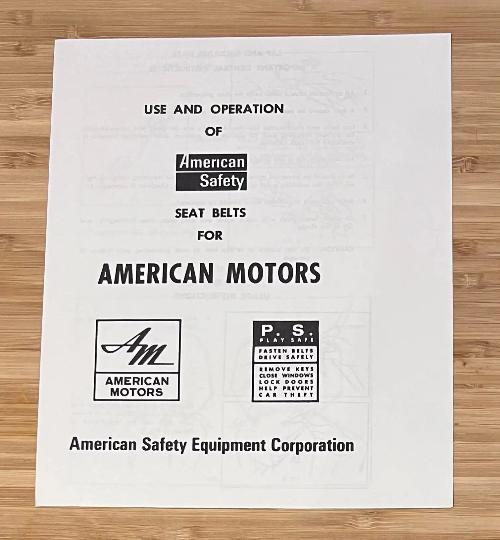 USE AND OPERATION
OF
American
Safety
SEAT BELTS
FOR
AMERICAN MOTORS
AM
AMERICAN
MOTORS
P. S.
PLAY SAFE
FASTEN BELTS
DRIVE SAFELY
REMOVE KEYS
CLOSE WINDOWS
LOCK DOORS
HELP PREVENT
CAR THEFT
American Safety Equipment Corporation